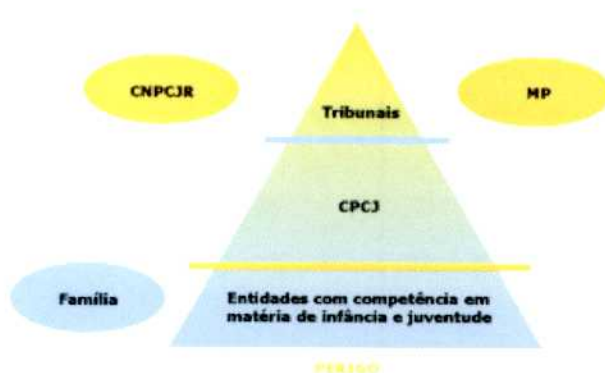 CNPCJR
MP
Tribunais
CPCJ
Família
Entidades com competência em
matéria de infância e juventude
PERIGO